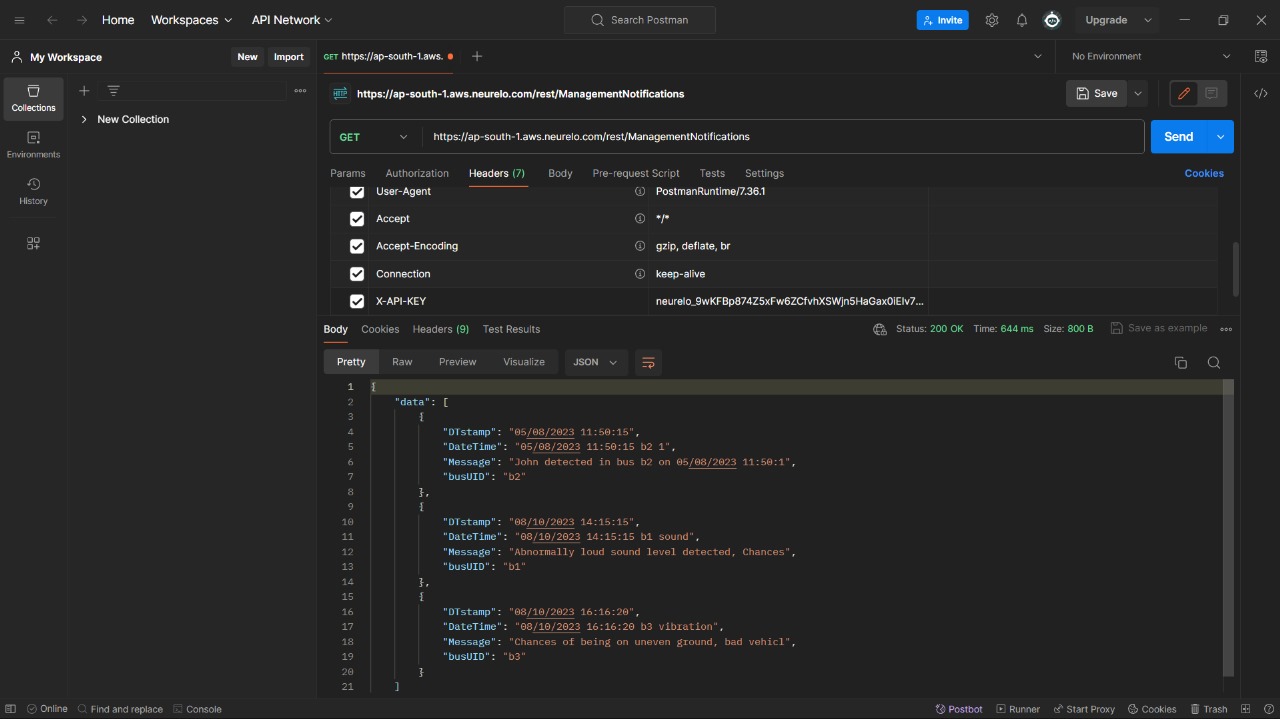 Home Workspaces API Network Search Postman Invite Upgrade
My Workspace New Import GET https://ap-south-1.aws. No Environment
Collections
Environments
History
New Collection
HTTP https://ap-south-1.aws.neurelo.com/rest/ManagementNotifications Save
GET https://ap-south-1.aws.neurelo.com/rest/ManagementNotifications Send
Params Authorization Headers (7) Body Pre-request Script Tests Settings Cookies
User-Agent PostmanRuntime/7.36.1
Accept */*
Accept-Encoding gzip, deflate, br
Connection keep-alive
X-API-KEY neurelo_9wKFBp874Z5xFw6ZCfvhXSWjn5HaGax0iElv7...
Body Cookies Headers (9) Test Results Status: 200 OK Time: 644 ms Size: 800 B Save as example
Pretty Raw Preview Visualize JSON
1 {
2 "data": [
3 {
4 "DTstamp": "05/08/2023 11:50:15",
5 "DateTime": "05/08/2023 11:50:15 b2 1",
6 "Message": "John detected in bus b2 on 05/08/2023 11:50:1",
7 "busUID": "b2"
8 },
9 {
10 "DTstamp": "08/10/2023 14:15:15",
11 "DateTime": "08/10/2023 14:15:15 b1 sound",
12 "Message": "Abnormally loud sound level detected, Chances",
13 "busUID": "b1"
14 },
15 {
16 "DTstamp": "08/10/2023 16:16:20",
17 "DateTime": "08/10/2023 16:16:20 b3 vibration",
18 "Message": "Chances of being on uneven ground, bad vehicl",
19 "busUID": "b3"
20 }
21 ]
Online Find and replace Console Postbot Runner Start Proxy Cookies Trash